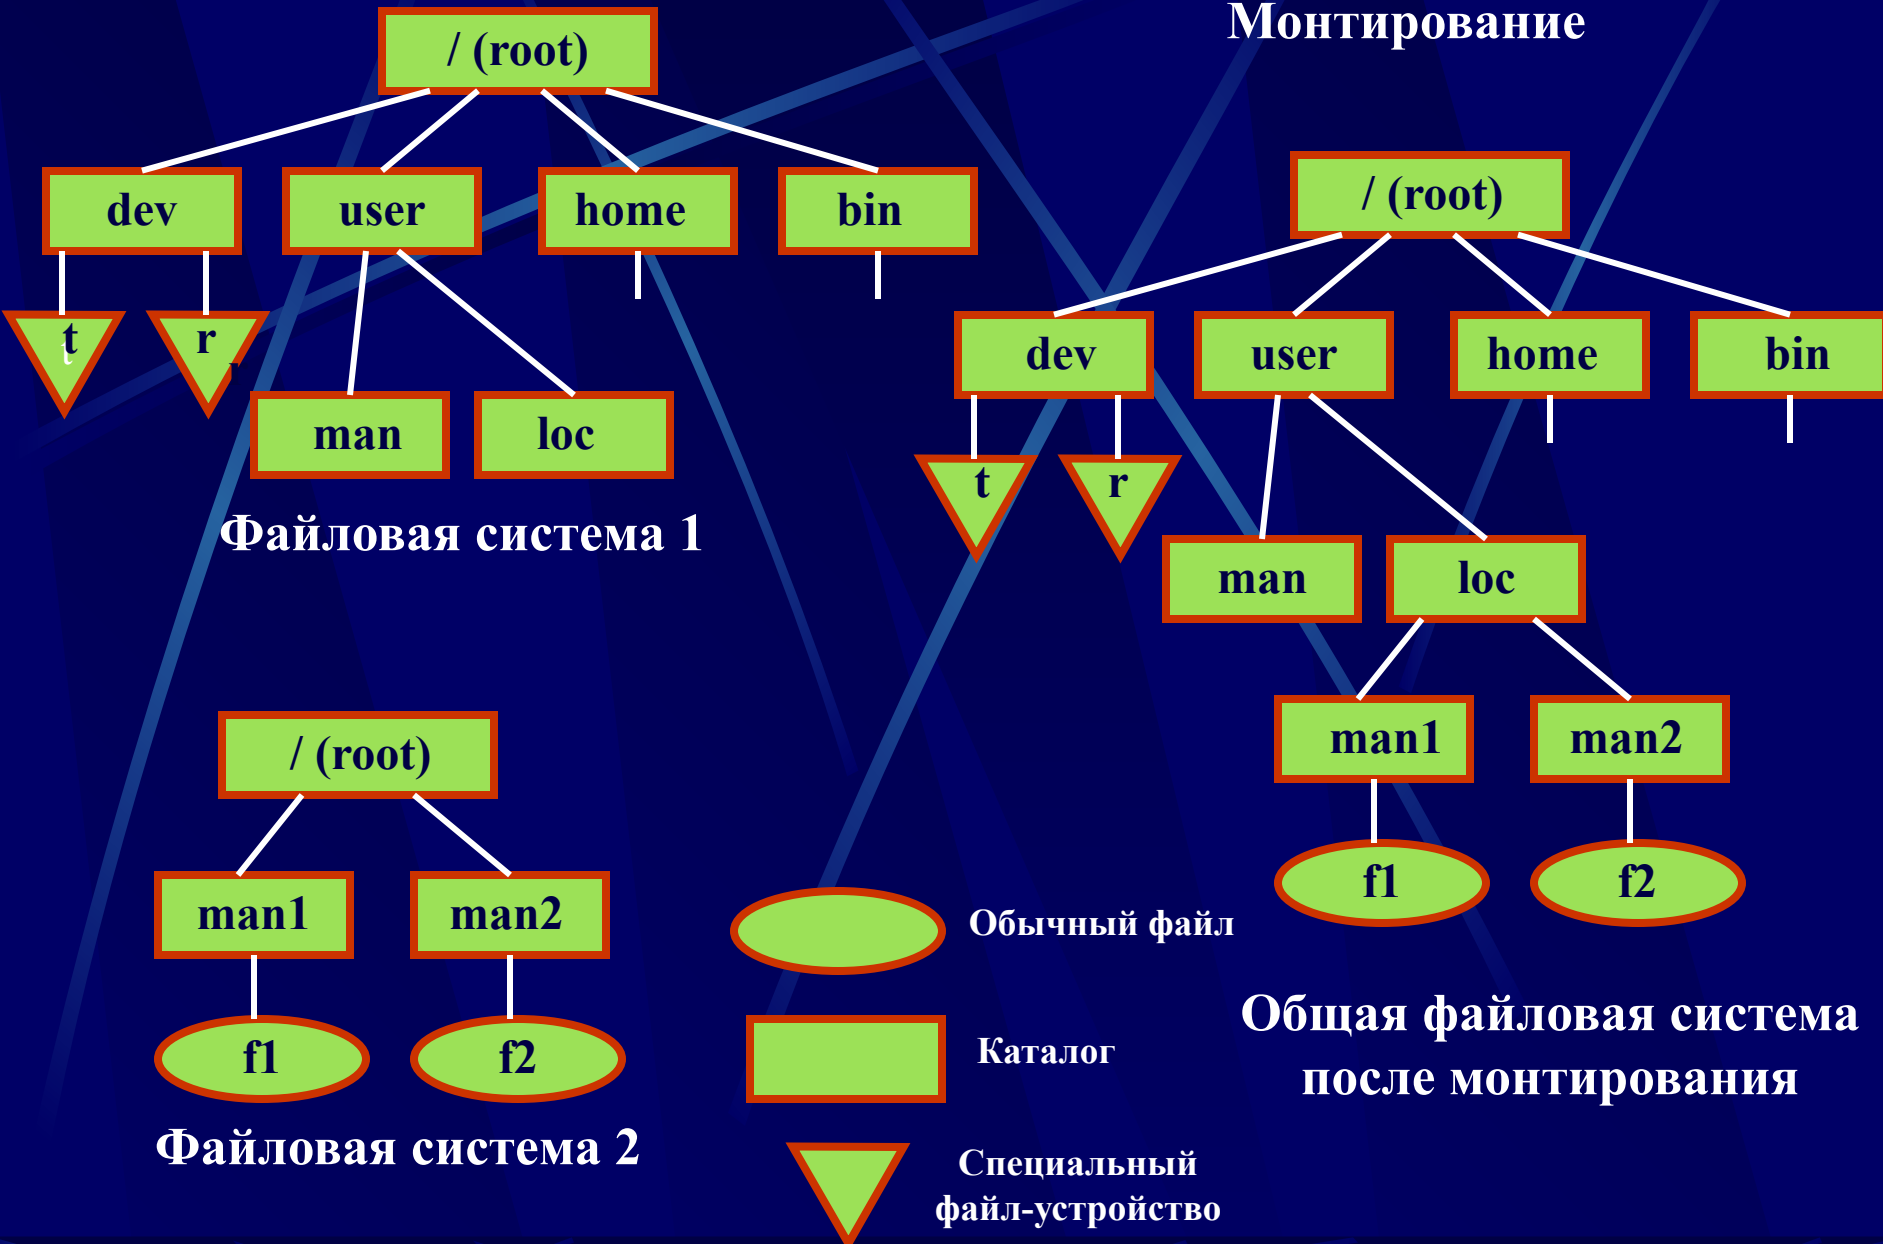 Монтирование
/ (root)
dev user home bin
t r
t r
man loc
Файловая система 1
/ (root)
man1 man2
f1 f2
Файловая система 2
/ (root)
dev user home bin
t r
man loc
man1 man2
f1 f2
Общая файловая система
после монтирования
Обычный файл
Каталог
Специальный
файл-устройство